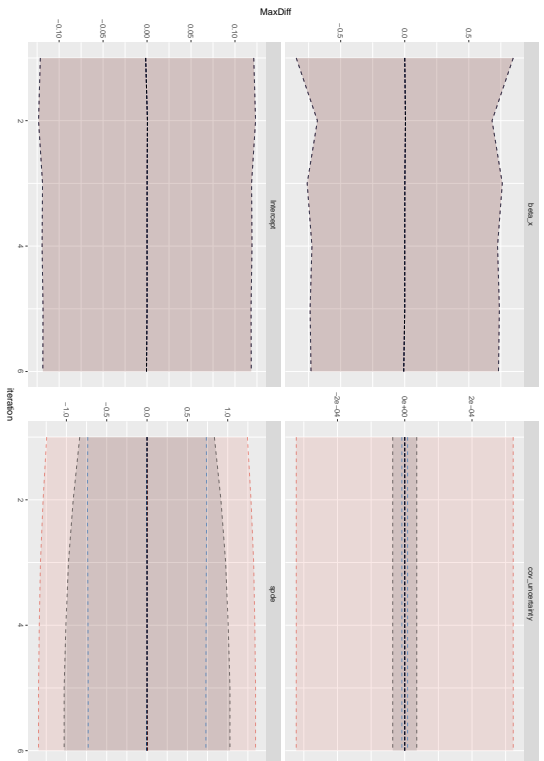 beta_x
cov_uncertainty
0.5
0.0
−0.5
2e−04
0e+00
−2e−04
Intercept
spde
0.10
0.05
0.00
−0.05
−0.10
1.0
0.5
0.0
−0.5
−1.0
2
4
6
2
4
6
iteration
MaxDiff